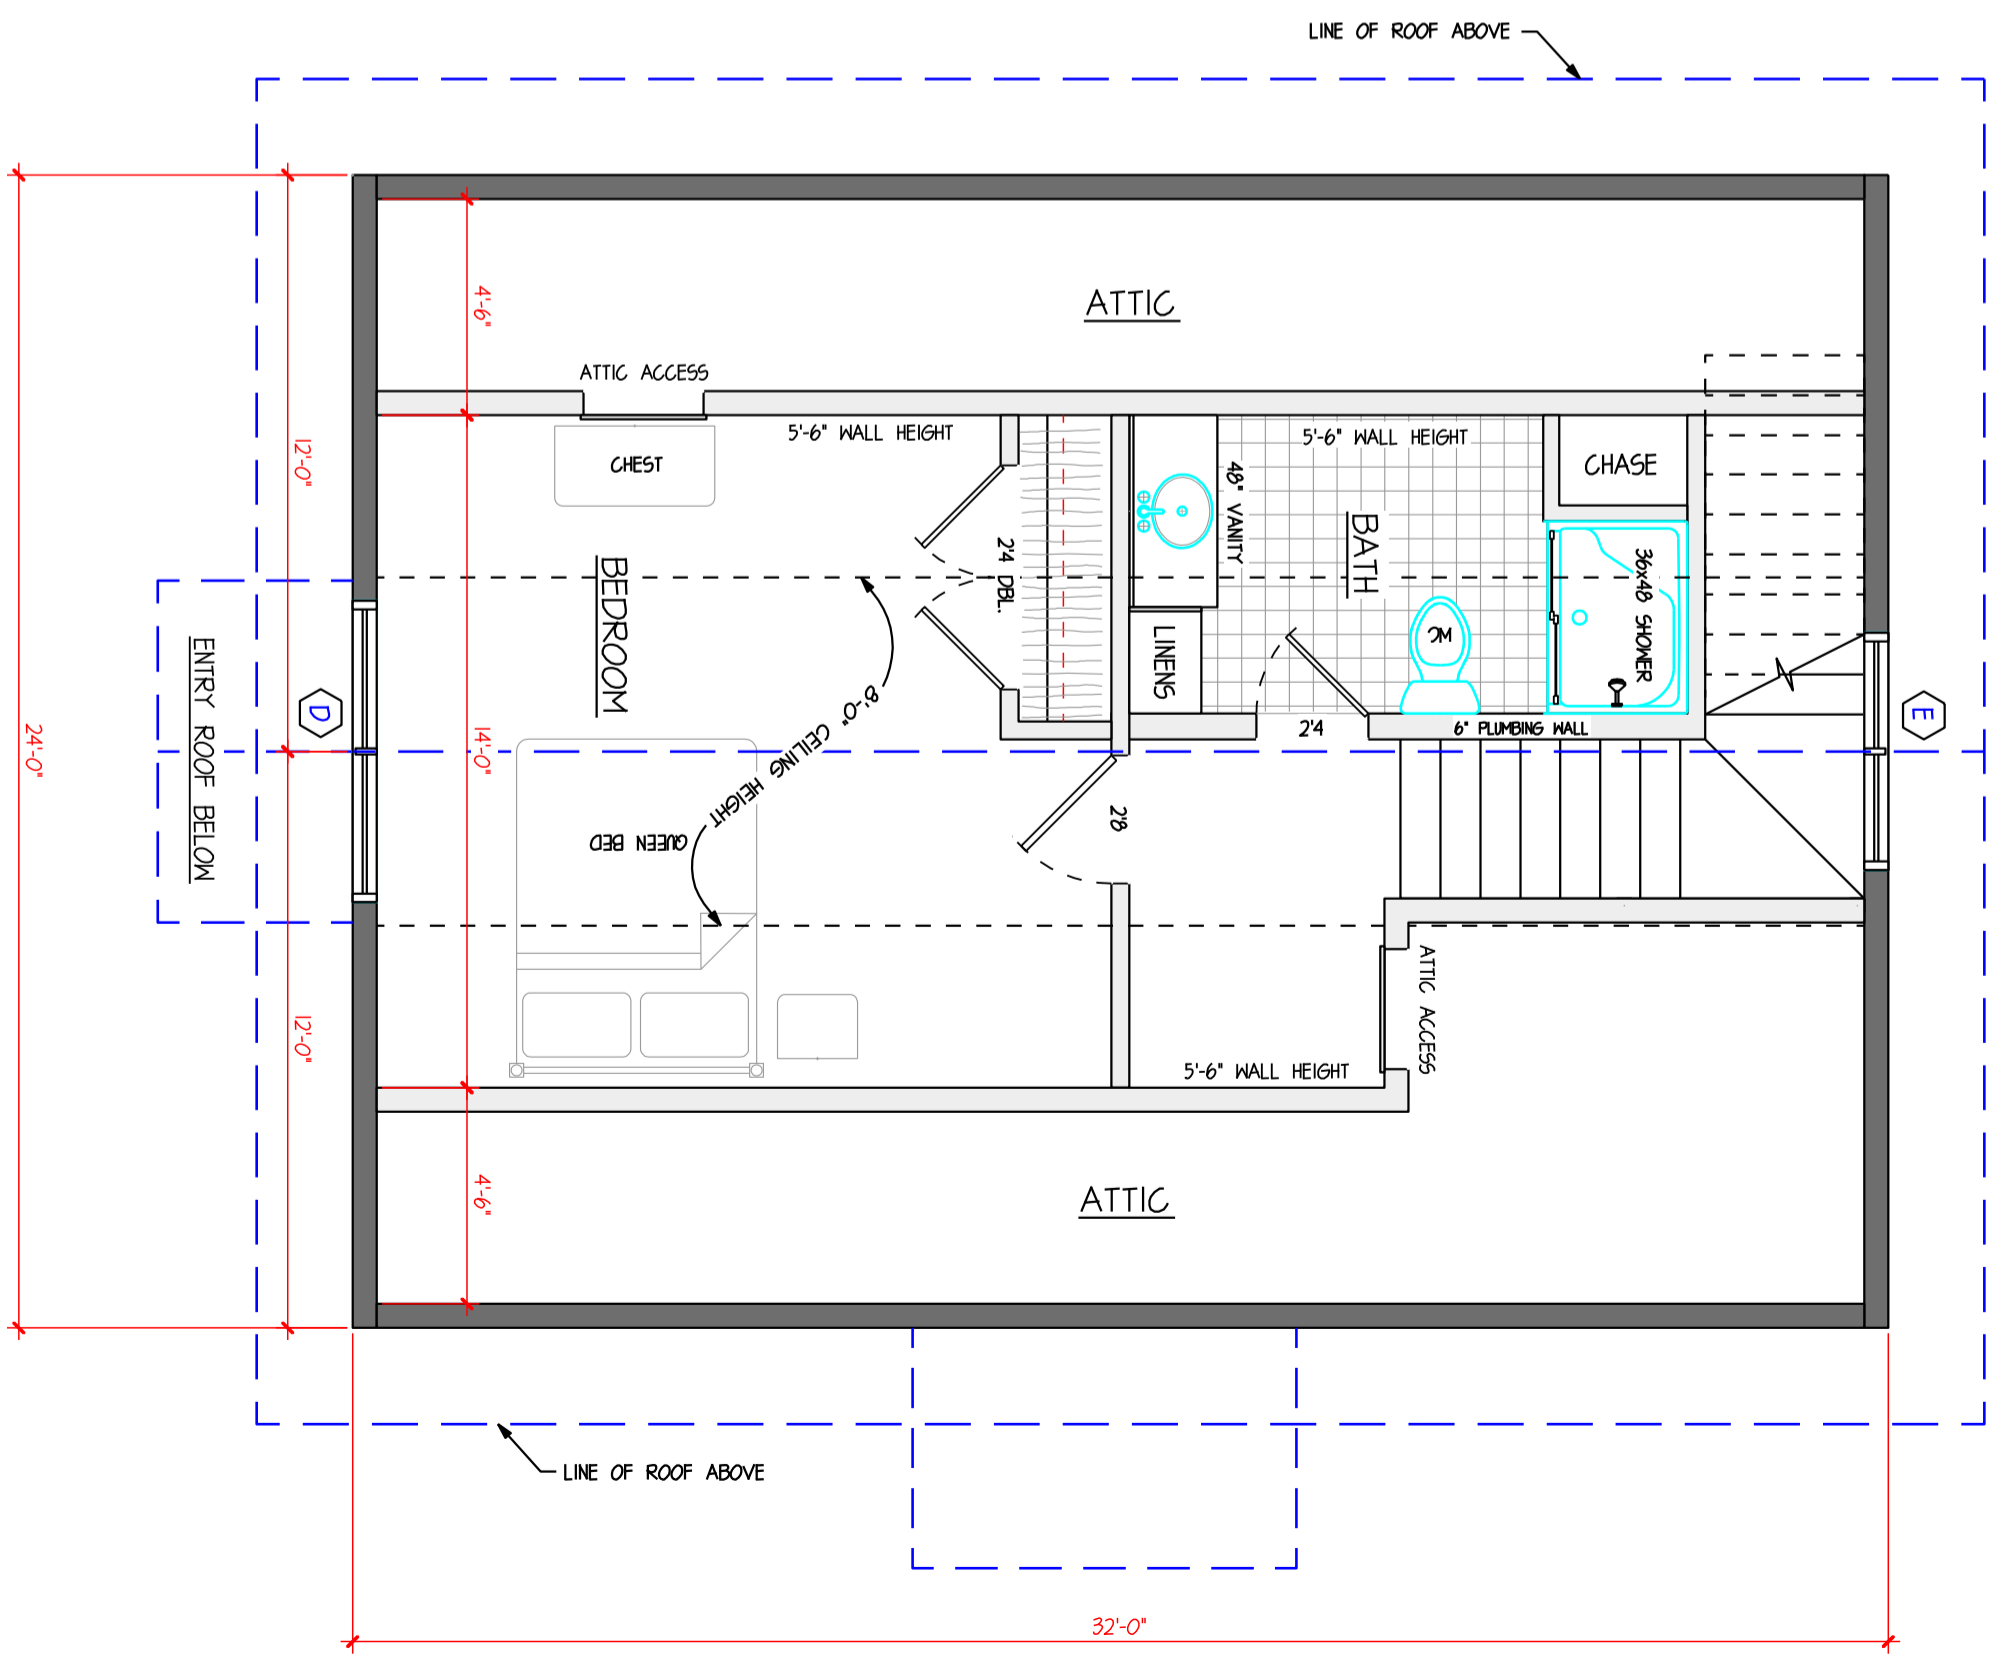 LINE OF ROOF ABOVE
ATTIC
4'-6"
ATTIC ACCESS
5'-6" WALL HEIGHT
5'-6" WALL HEIGHT
12'-0"
CHEST
CHASE
48" VANITY
BATH
36x48 SHOWER
2'4 DBL.
BEDROOM
WC
LINENS
ENTRY ROOF BELOW
D
E
8'-0" CEILING HEIGHT
2'4
6" PLUMBING WALL
24'-0"
14'-0"
2'8
QUEEN BED
12'-0"
ATTIC ACCESS
5'-6" WALL HEIGHT
4'-6"
ATTIC
LINE OF ROOF ABOVE
32'-0"